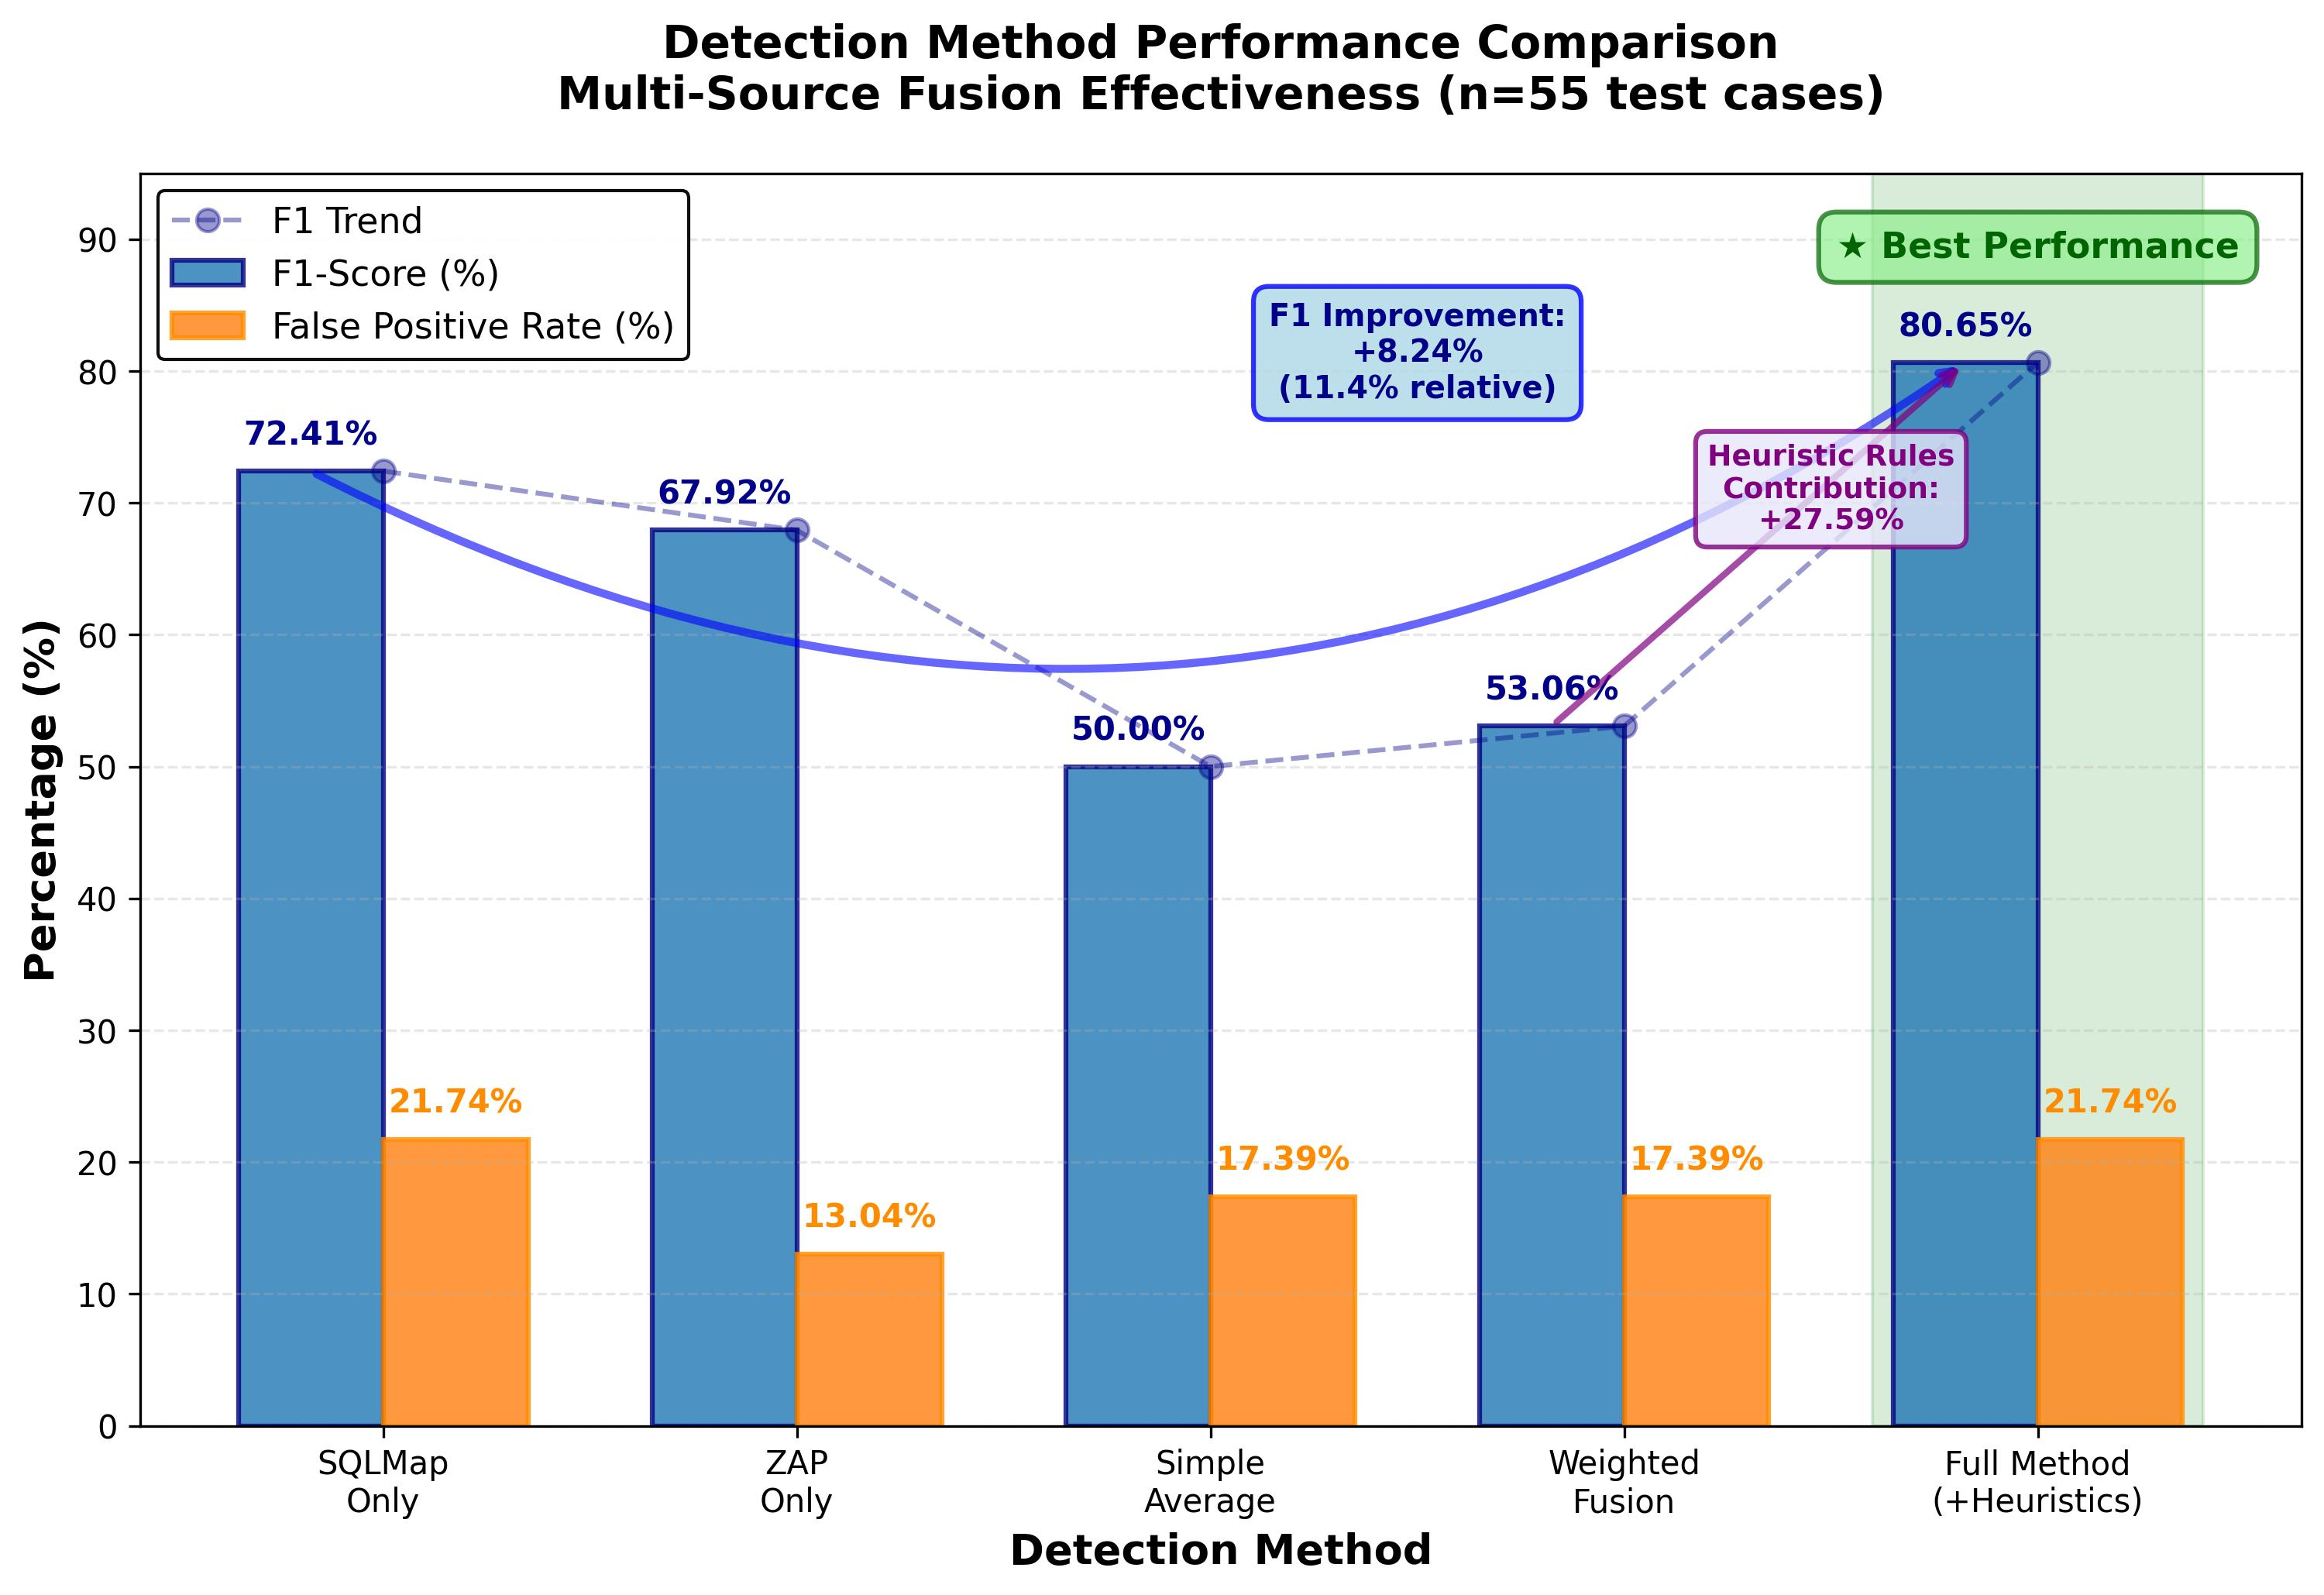 Detection Method Performance Comparison
Multi-Source Fusion Effectiveness (n=55 test cases)
F1 Trend
F1-Score (%)
False Positive Rate (%)
★ Best Performance
F1 Improvement:
+8.24%
(11.4% relative)
Heuristic Rules
Contribution:
+27.59%
Percentage (%)
90
80
70
60
50
40
30
20
10
0
72.41%
67.92%
50.00%
53.06%
80.65%
21.74%
13.04%
17.39%
17.39%
21.74%
SQLMap
Only
ZAP
Only
Simple
Average
Weighted
Fusion
Full Method
(+Heuristics)
Detection Method